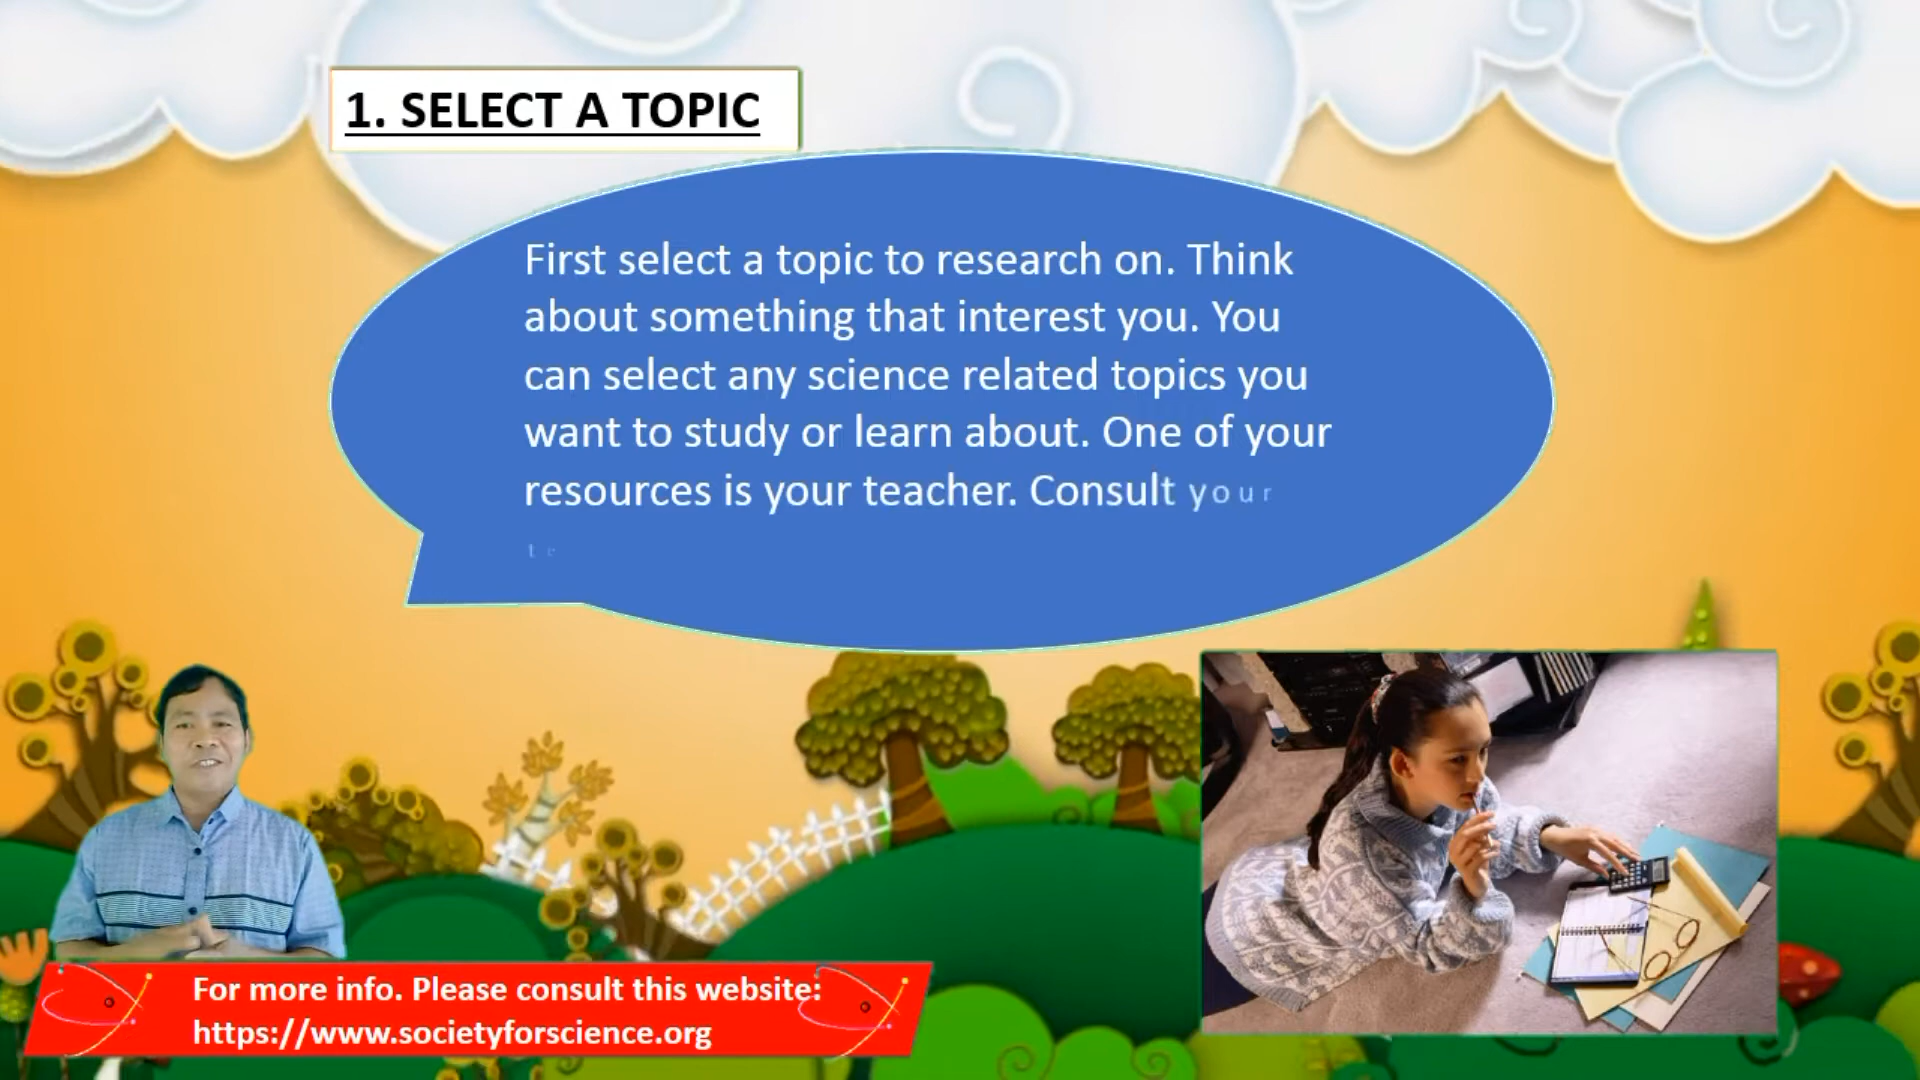 1. SELECT A TOPIC
First select a topic to research on. Think
about something that interest you. You
can select any science related topics you
want to study or learn about. One of your
resources is your teacher. Consult your
te
For more info. Please consult this website:
https://www.societyforscience.org